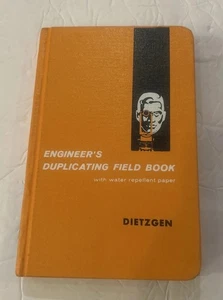 ENGINEER'S
DUPLICATING FIELD BOOK
with water repellent paper
DIETZGEN